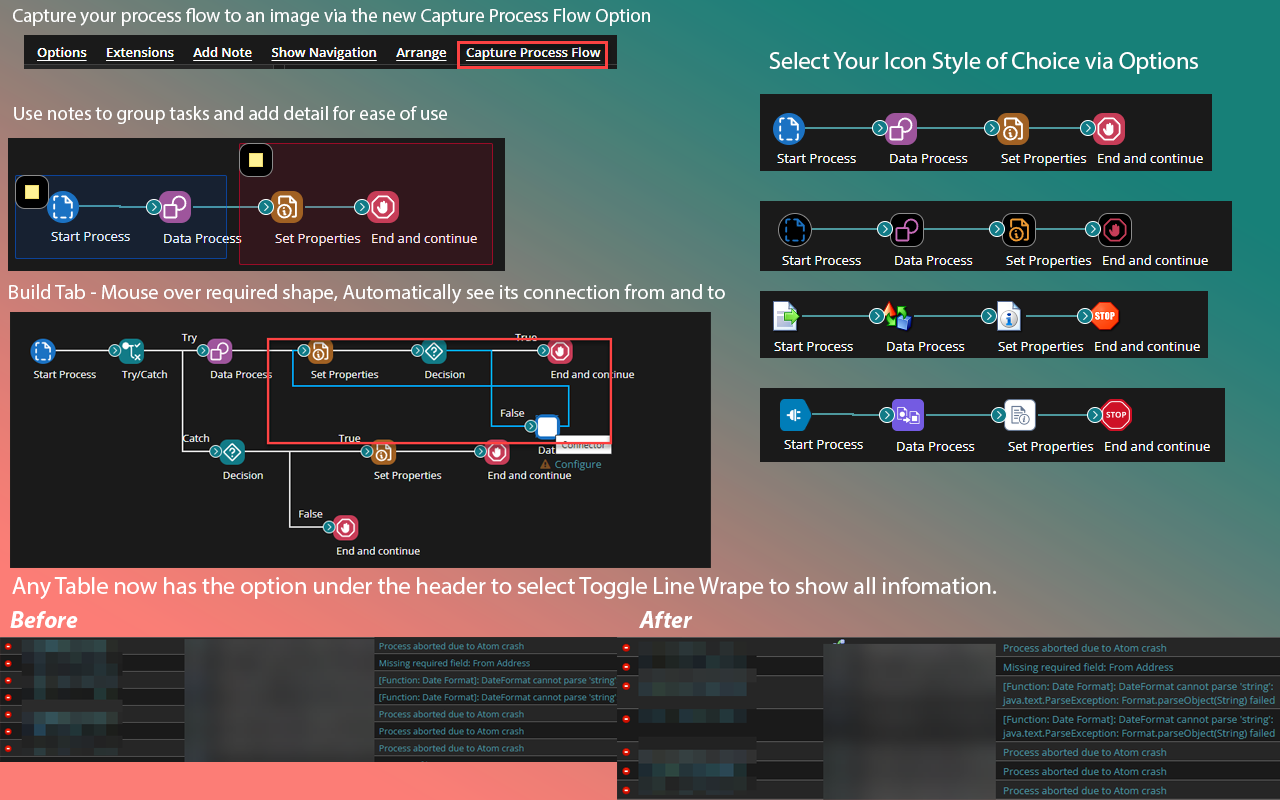 Capture your process flow to an image via the new Capture Process Flow Option
Options Extensions Add Note Show Navigation Arrange Capture Process Flow
Use notes to group tasks and add detail for ease of use
Start Process Data Process Set Properties End and continue
Build Tab - Mouse over required shape, Automatically see its connection from and to
Try True
Start Process Try/Catch Data Process Set Properties Decision End and continue
False
Catch True
Connector
Dat
Configure
Decision Set Properties End and continue
False
End and continue
Select Your Icon Style of Choice via Options
Start Process Data Process Set Properties End and continue
Start Process Data Process Set Properties End and continue
Start Process Data Process Set Properties End and continue
STOP
Start Process Data Process Set Properties End and continue
STOP
Any Table now has the option under the header to select Toggle Line Wrape to show all infomation.
Before
Process aborted due to Atom crash
Missing required field: From Address
[Function: Date Format]: DateFormat cannot parse 'string'
[Function: Date Format]: DateFormat cannot parse 'string'
Process aborted due to Atom crash
Process aborted due to Atom crash
Process aborted due to Atom crash
After
Process aborted due to Atom crash
Missing required field: From Address
[Function: Date Format]: DateFormat cannot parse 'string':
java.text.ParseException: Format.parseObject(String) failed
[Function: Date Format]: DateFormat cannot parse 'string':
java.text.ParseException: Format.parseObject(String) failed
Process aborted due to Atom crash
Process aborted due to Atom crash
Process aborted due to Atom crash